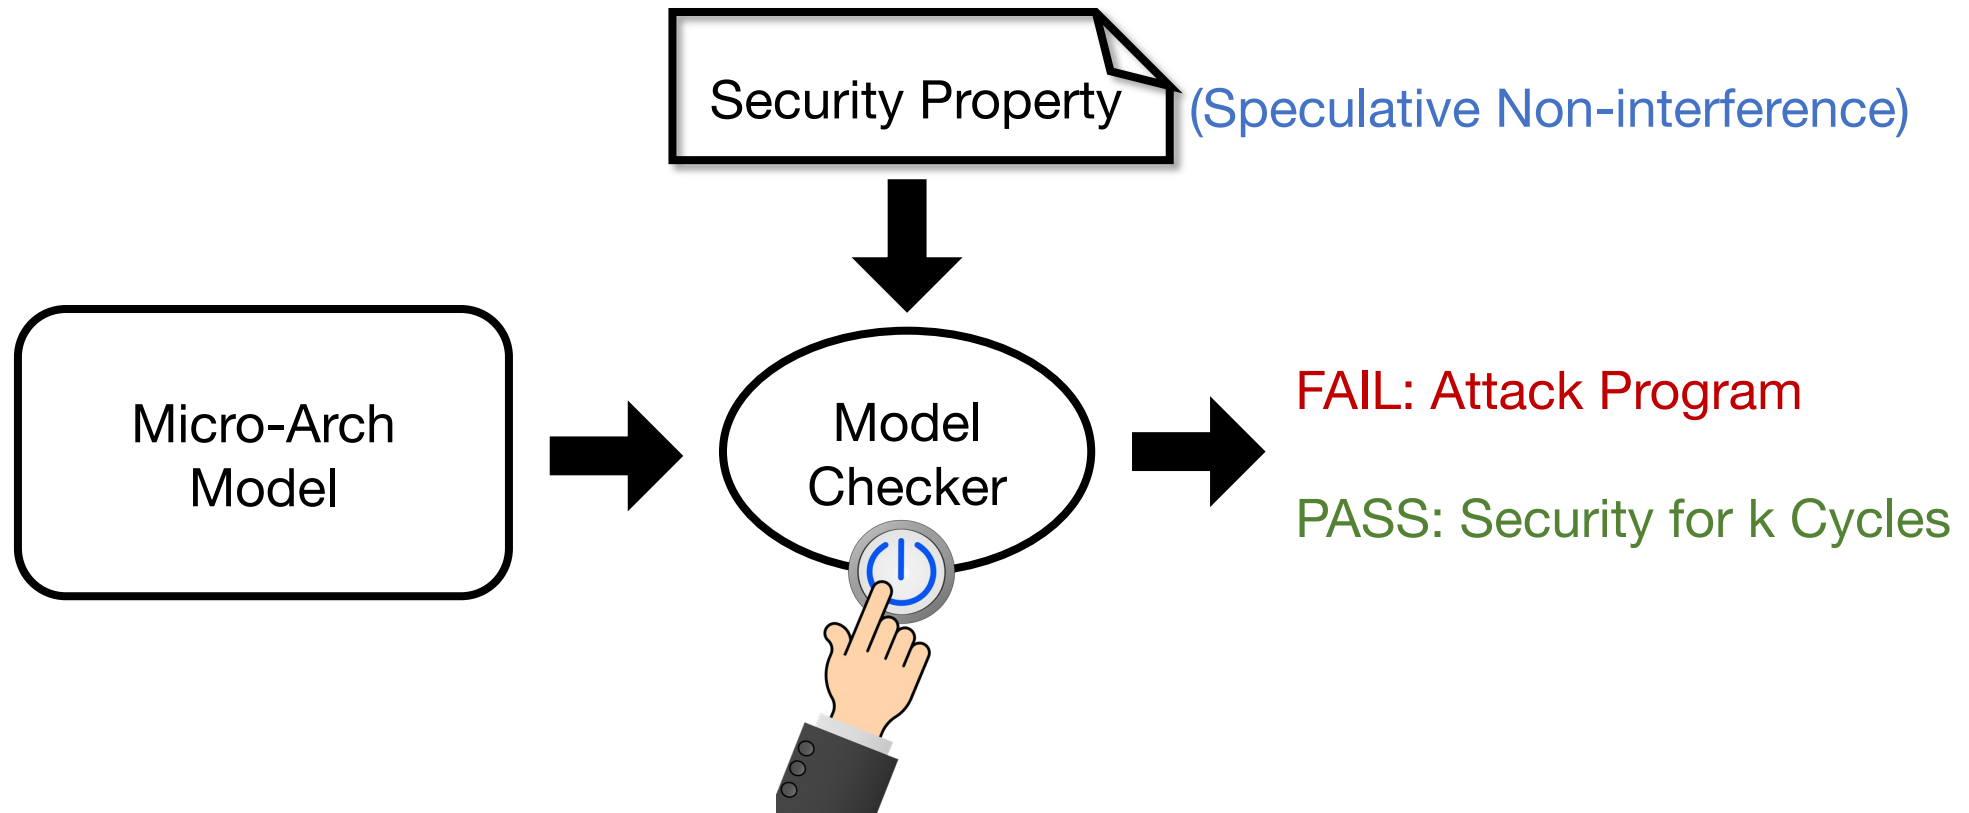 Security Property
(Speculative Non-interference)
Micro-Arch
Model
Model
Checker
FAIL: Attack Program
PASS: Security for k Cycles